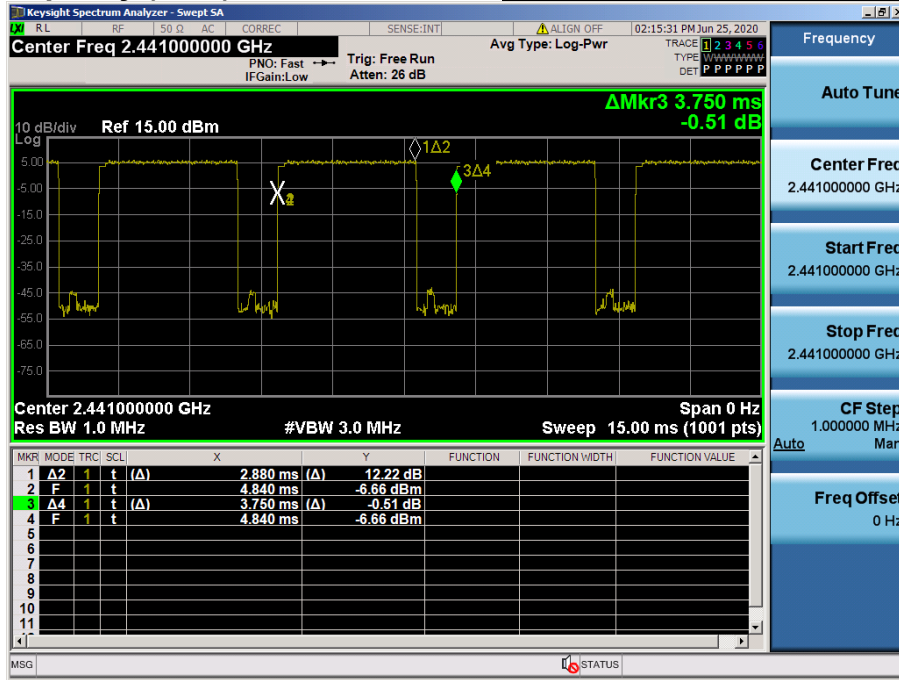 Keysight Spectrum Analyzer - Swept SA
LXI RL RF 50 Ω AC CORREC SENSE:INT ALIGN OFF 02:15:31 PM Jun 25, 2020
Center Freq 2.441000000 GHz
PNO: Fast
IFGain:Low
Trig: Free Run
Atten: 26 dB
Avg Type: Log-Pwr
TRACE 1 2 3 4 5 6
TYPE WWWWWW
DET P P P P P P
ΔMkr3 3.750 ms
-0.51 dB
10 dB/div Ref 15.00 dBm
Log
1Δ2
3Δ4
5.00
-5.00
-15.0
-25.0
-35.0
-45.0
-55.0
-65.0
-75.0
Center 2.441000000 GHz Span 0 Hz
Res BW 1.0 MHz #VBW 3.0 MHz Sweep 15.00 ms (1001 pts)
MKR MODE TRC SCL X Y FUNCTION FUNCTION WIDTH FUNCTION VALUE
1 Δ2 1 t (Δ) 2.880 ms (Δ) 12.22 dB
2 F 1 t 4.840 ms -6.66 dBm
3 Δ4 1 t (Δ) 3.750 ms (Δ) -0.51 dB
4 F 1 t 4.840 ms -6.66 dBm
5
6
7
8
9
10
11
MSG STATUS
Frequency
Auto Tune
Center Freq
2.441000000 GHz
Start Freq
2.441000000 GHz
Stop Freq
2.441000000 GHz
CF Step
1.000000 MHz
Auto Man
Freq Offset
0 Hz